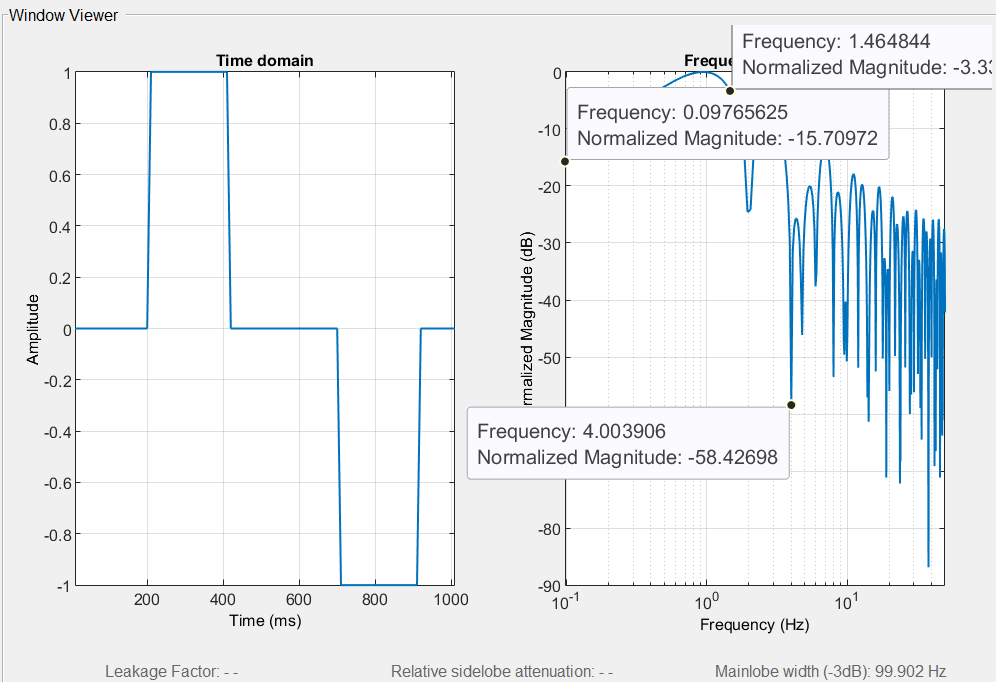 Window Viewer
Time domain
Amplitude
1
0.8
0.6
0.4
0.2
0
-0.2
-0.4
-0.6
-0.8
-1
200
400
600
800
1000
Time (ms)
Freque
Frequency: 1.464844
Normalized Magnitude: -3.33
Frequency: 0.09765625
Normalized Magnitude: -15.70972
Frequency: 4.003906
Normalized Magnitude: -58.42698
rmalized Magnitude (dB)
0
-10
-20
-30
-40
-50
-80
-90
10-1
100
101
Frequency (Hz)
Leakage Factor: - -
Relative sidelobe attenuation: - -
Mainlobe width (-3dB): 99.902 Hz